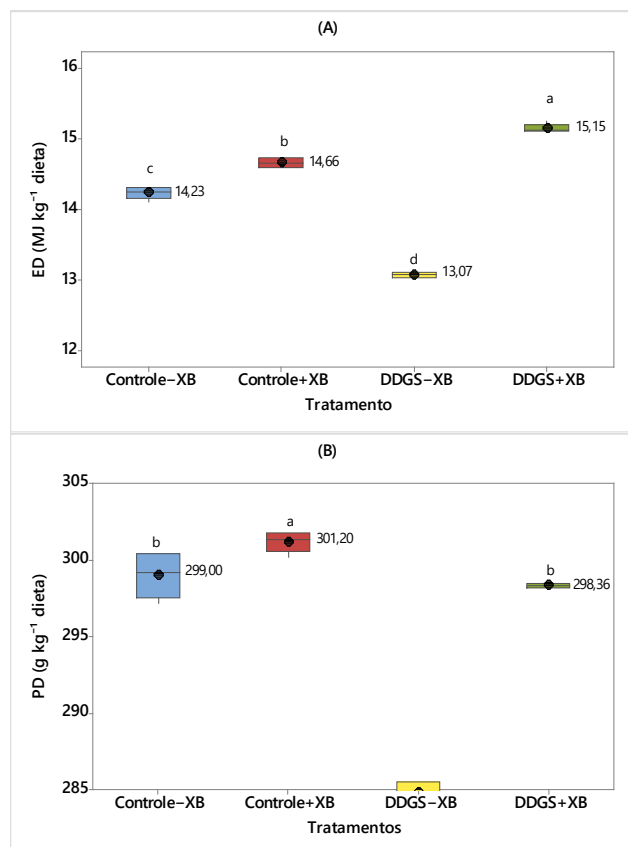 (A)
16
15
14
13
12
ED (MJ kg⁻¹ dieta)
c
14,23
b
14,66
d
13,07
a
15,15
Controle−XB
Controle+XB
DDGS−XB
DDGS+XB
Tratamento
(B)
305
300
295
290
285
PD (g kg⁻¹ dieta)
b
299,00
a
301,20
b
298,36
Controle−XB
Controle+XB
DDGS−XB
DDGS+XB
Tratamentos